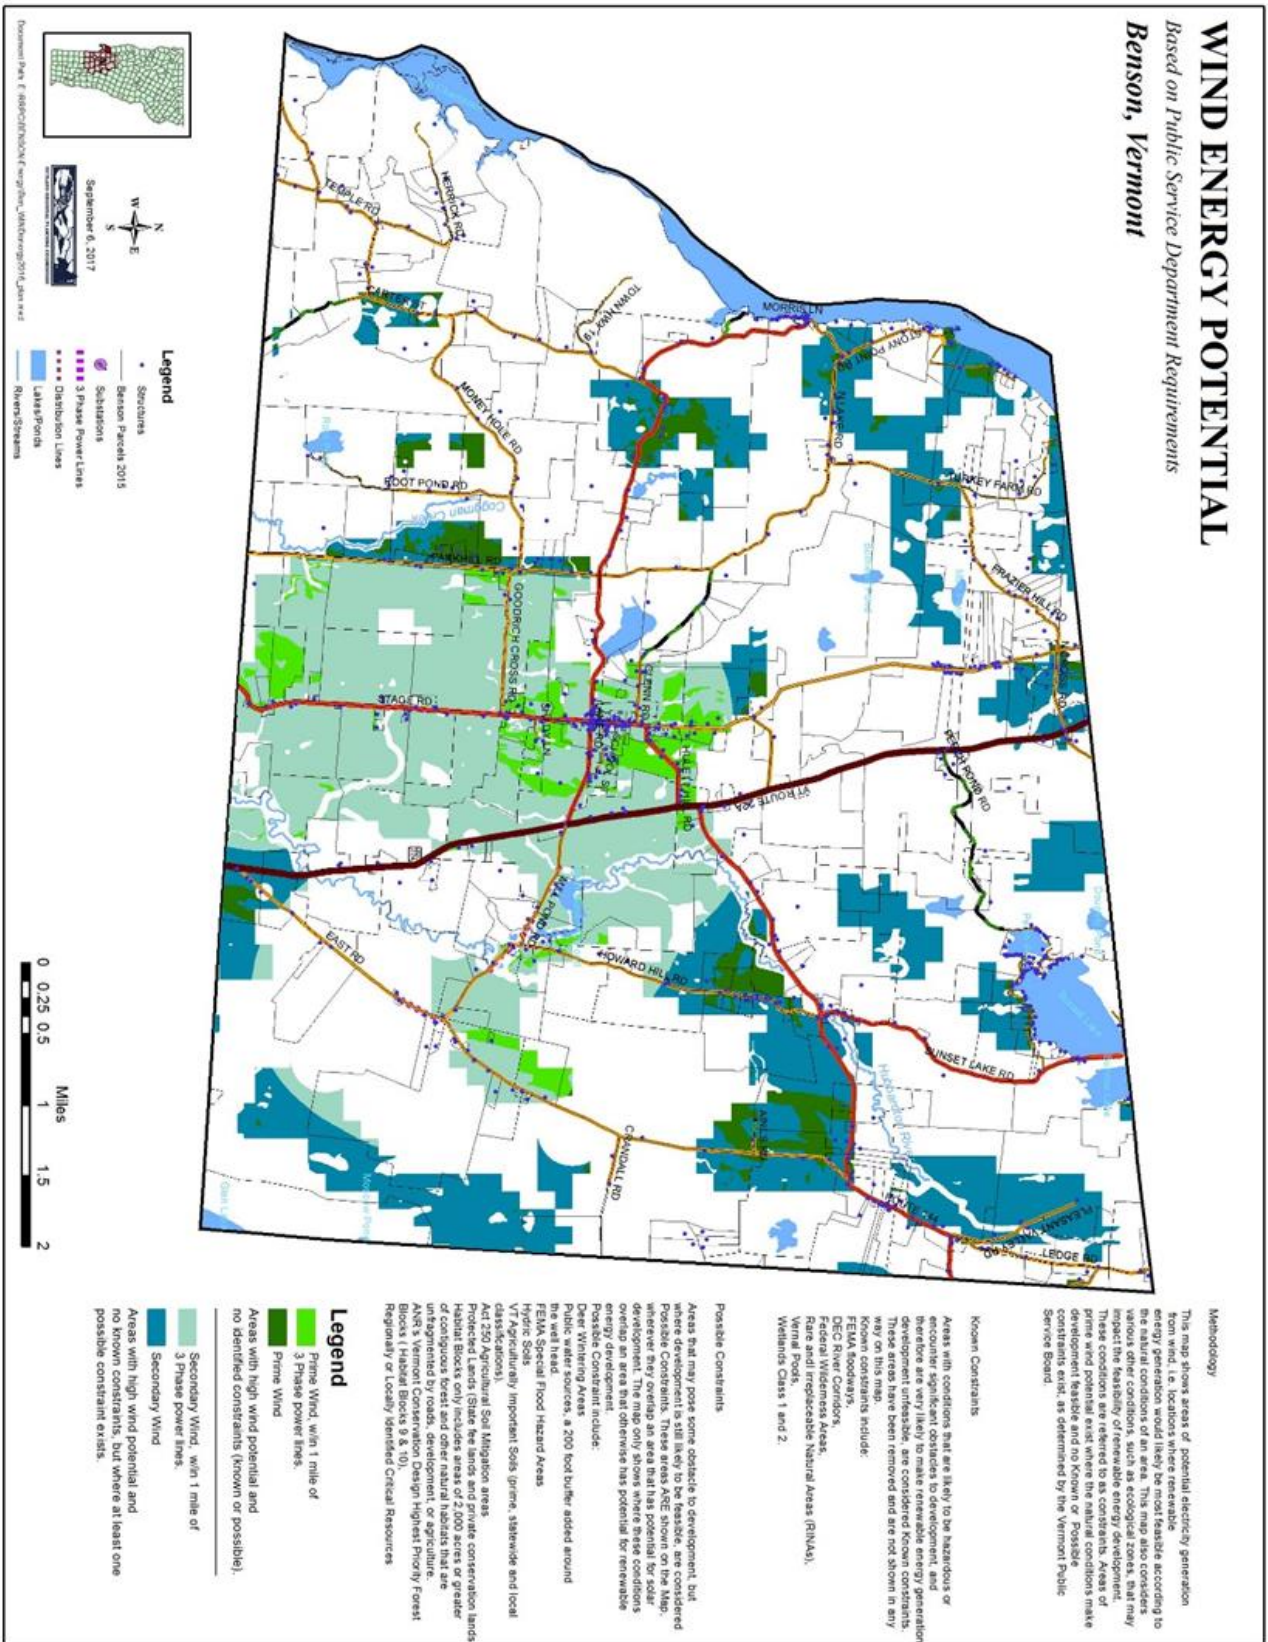 WIND ENERGY POTENTIAL
Based on Public Service Department Requirements
Benson, Vermont
Methodology
This map shows areas of potential electricity generation
from wind, i.e. locations where renewable
energy generation would likely be most feasible according to
the natural conditions of an area. This map also considers
various other conditions, such as ecological zones, that may
impact the feasibility of renewable energy development.
These conditions are referred to as constraints. Areas of
prime wind potential exist where the natural conditions make
development feasible and no Known or Possible
constraints exist, as determined by the Vermont Public
Service Board.
Known Constraints
Areas with conditions that are likely to be hazardous or
encounter significant obstacles to development, and
therefore are very likely to make renewable energy generation
development unfeasible, are considered Known constraints.
These areas have been removed and are not shown in any
way on this map.
Known constraints include:
FEMA floodways,
DEC River Corridors,
Federal Wilderness Areas,
Rare and Irreplaceable Natural Areas (RINAs),
Vernal Pools,
Wetlands Class 1 and 2.
Possible Constraints
Areas that may pose some obstacle to development, but
where development is still likely to be feasible, are considered
Possible Constraints. These areas ARE shown on the Map,
wherever they overlap an area that has potential for solar
development. The map only shows where these conditions
overlap an area that otherwise has potential for renewable
energy development.
Possible Constraint include:
Deer Wintering Areas
Public water sources, a 200 foot buffer added around
the well head.
FEMA Special Flood Hazard Areas
Hydric Soils
VT Agriculturally Important Soils (prime, statewide and local
classifications).
Act 250 Agricultural Soil Mitigation areas
Protected Lands (State fee lands and private conservation lands
Habitat Blocks only includes areas of 2,000 acres or greater
of contiguous forest and other natural habitats that are
unfragmented by roads, development, or agriculture.
ANR's Vermont Conservation Design Highest Priority Forest
Blocks ( Habitat Blocks 9 & 10).
Regionally or Locally Identified Critical Resources
Legend
Prime Wind, w/in 1 mile of
3 Phase power lines.
Prime Wind
Areas with high wind potential and
no identified constraints (known or possible).
Secondary Wind, w/in 1 mile of
3 Phase power lines.
Secondary Wind
Areas with high wind potential and
no known constraints, but where at least one
possible constraint exists.
MORRIS LN
STONY POINT RD
N LAKE RD
TURKEY FARM RD
FRAZIER HILL RD
TOWN HWY 19
HERRICK RD
TEMPLE RD
CARTER ST
MONEY HOLE RD
ROOT POND RD
Coggman Creek
PARKHILL RD
GOODRICH CROSS RD
STAGE RD
GLENN RD
VT ROUTE 22A
PERCH POND RD
MILL POND RD
HOWARD HILL RD
EAST RD
SUNSET LAKE RD
Hubbardton River
CRANDALL RD
PLEASANT
LEDGE RD
Legend
Structures
Benson Parcels 2015
Substations
3 Phase Power Lines
Distribution Lines
Lakes/Ponds
Rivers/Streams
N
W E
S
September 6, 2017
0 0.25 0.5 1 1.5 2
Miles